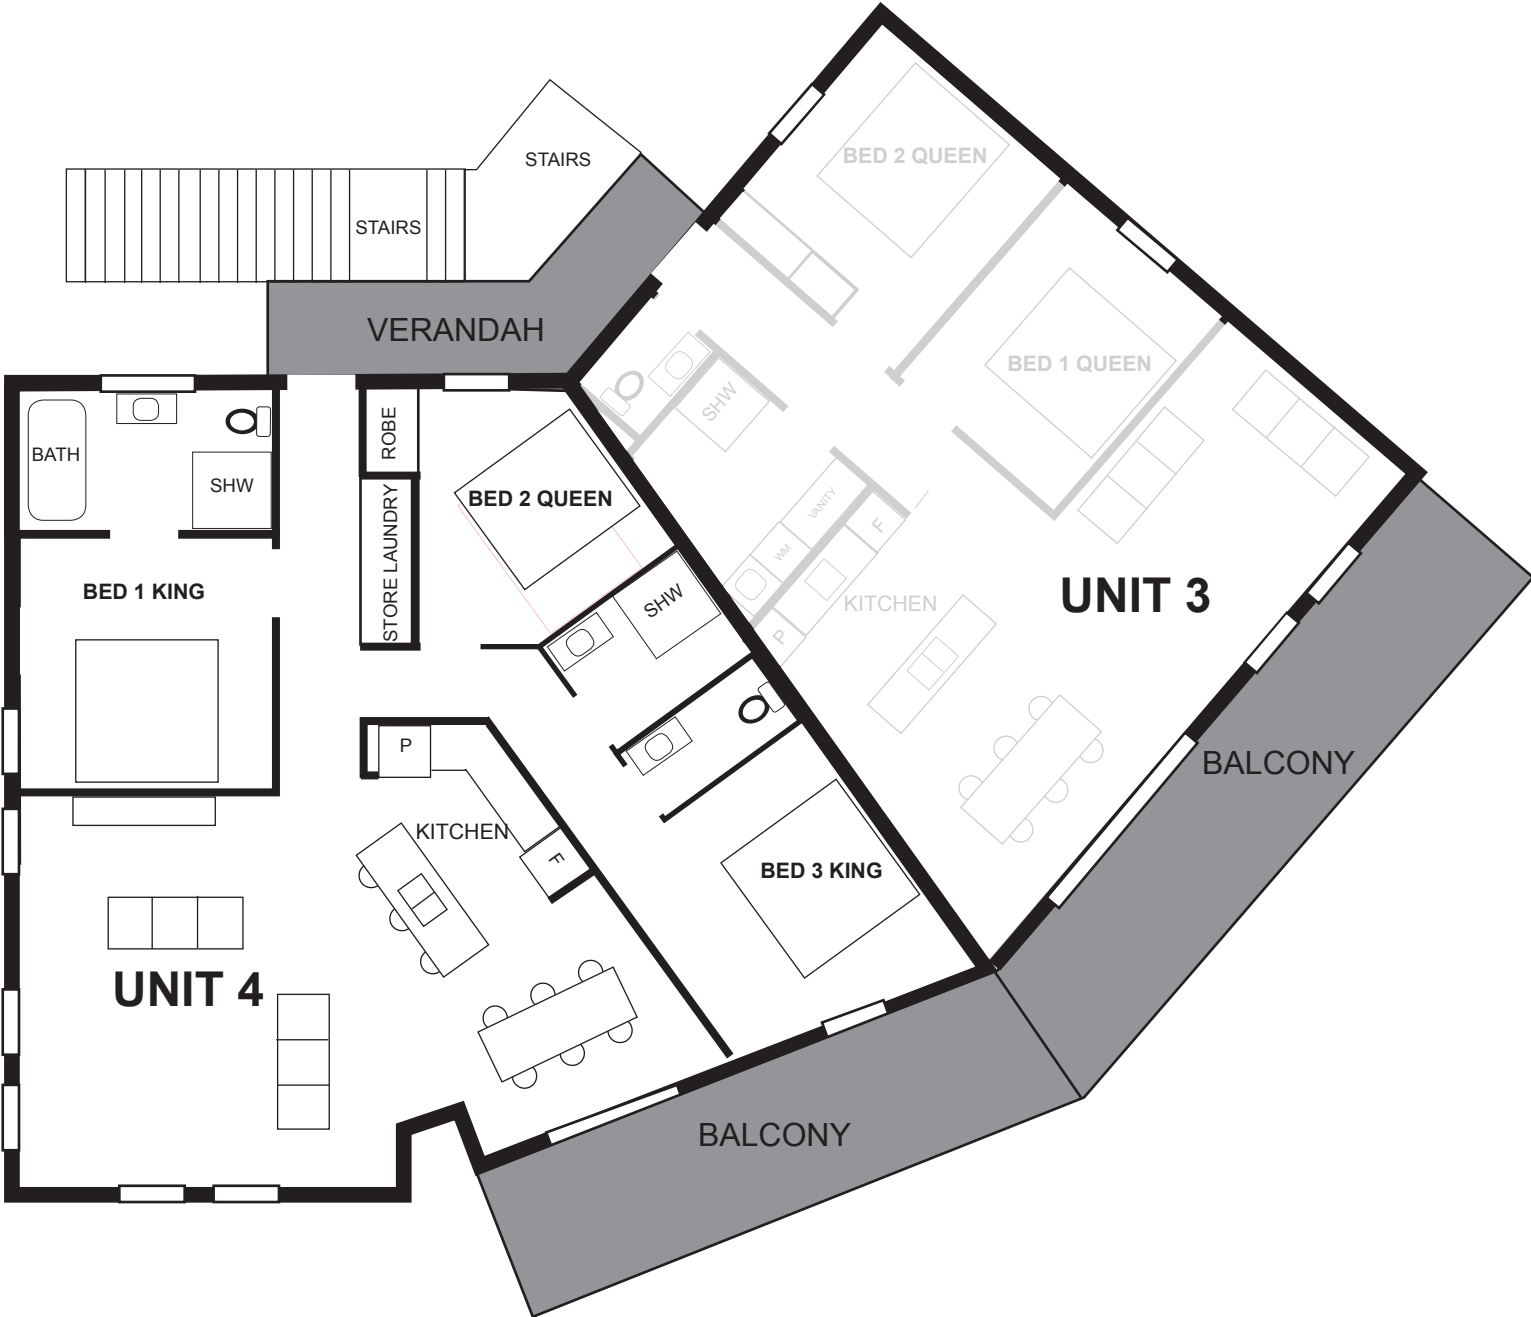 STAIRS
STAIRS
VERANDAH
BED 2 QUEEN
BED 1 QUEEN
SHW
VANITY
WM
F
P
KITCHEN
UNIT 3
BALCONY
BATH
SHW
ROBE
STORE LAUNDRY
BED 2 QUEEN
BED 1 KING
SHW
P
KITCHEN
F
BED 3 KING
UNIT 4
BALCONY